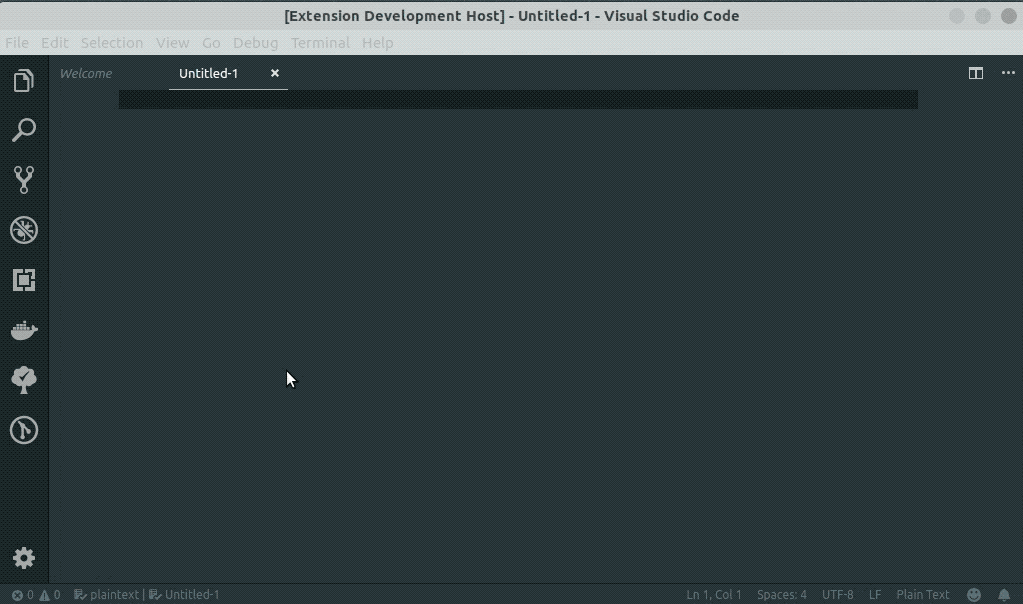 [Extension Development Host] - Untitled-1 - Visual Studio Code
File Edit Selection View Go Debug Terminal Help
Welcome Untitled-1
0 0 plaintext | Untitled-1 Ln 1, Col 1 Spaces: 4 UTF-8 LF Plain Text